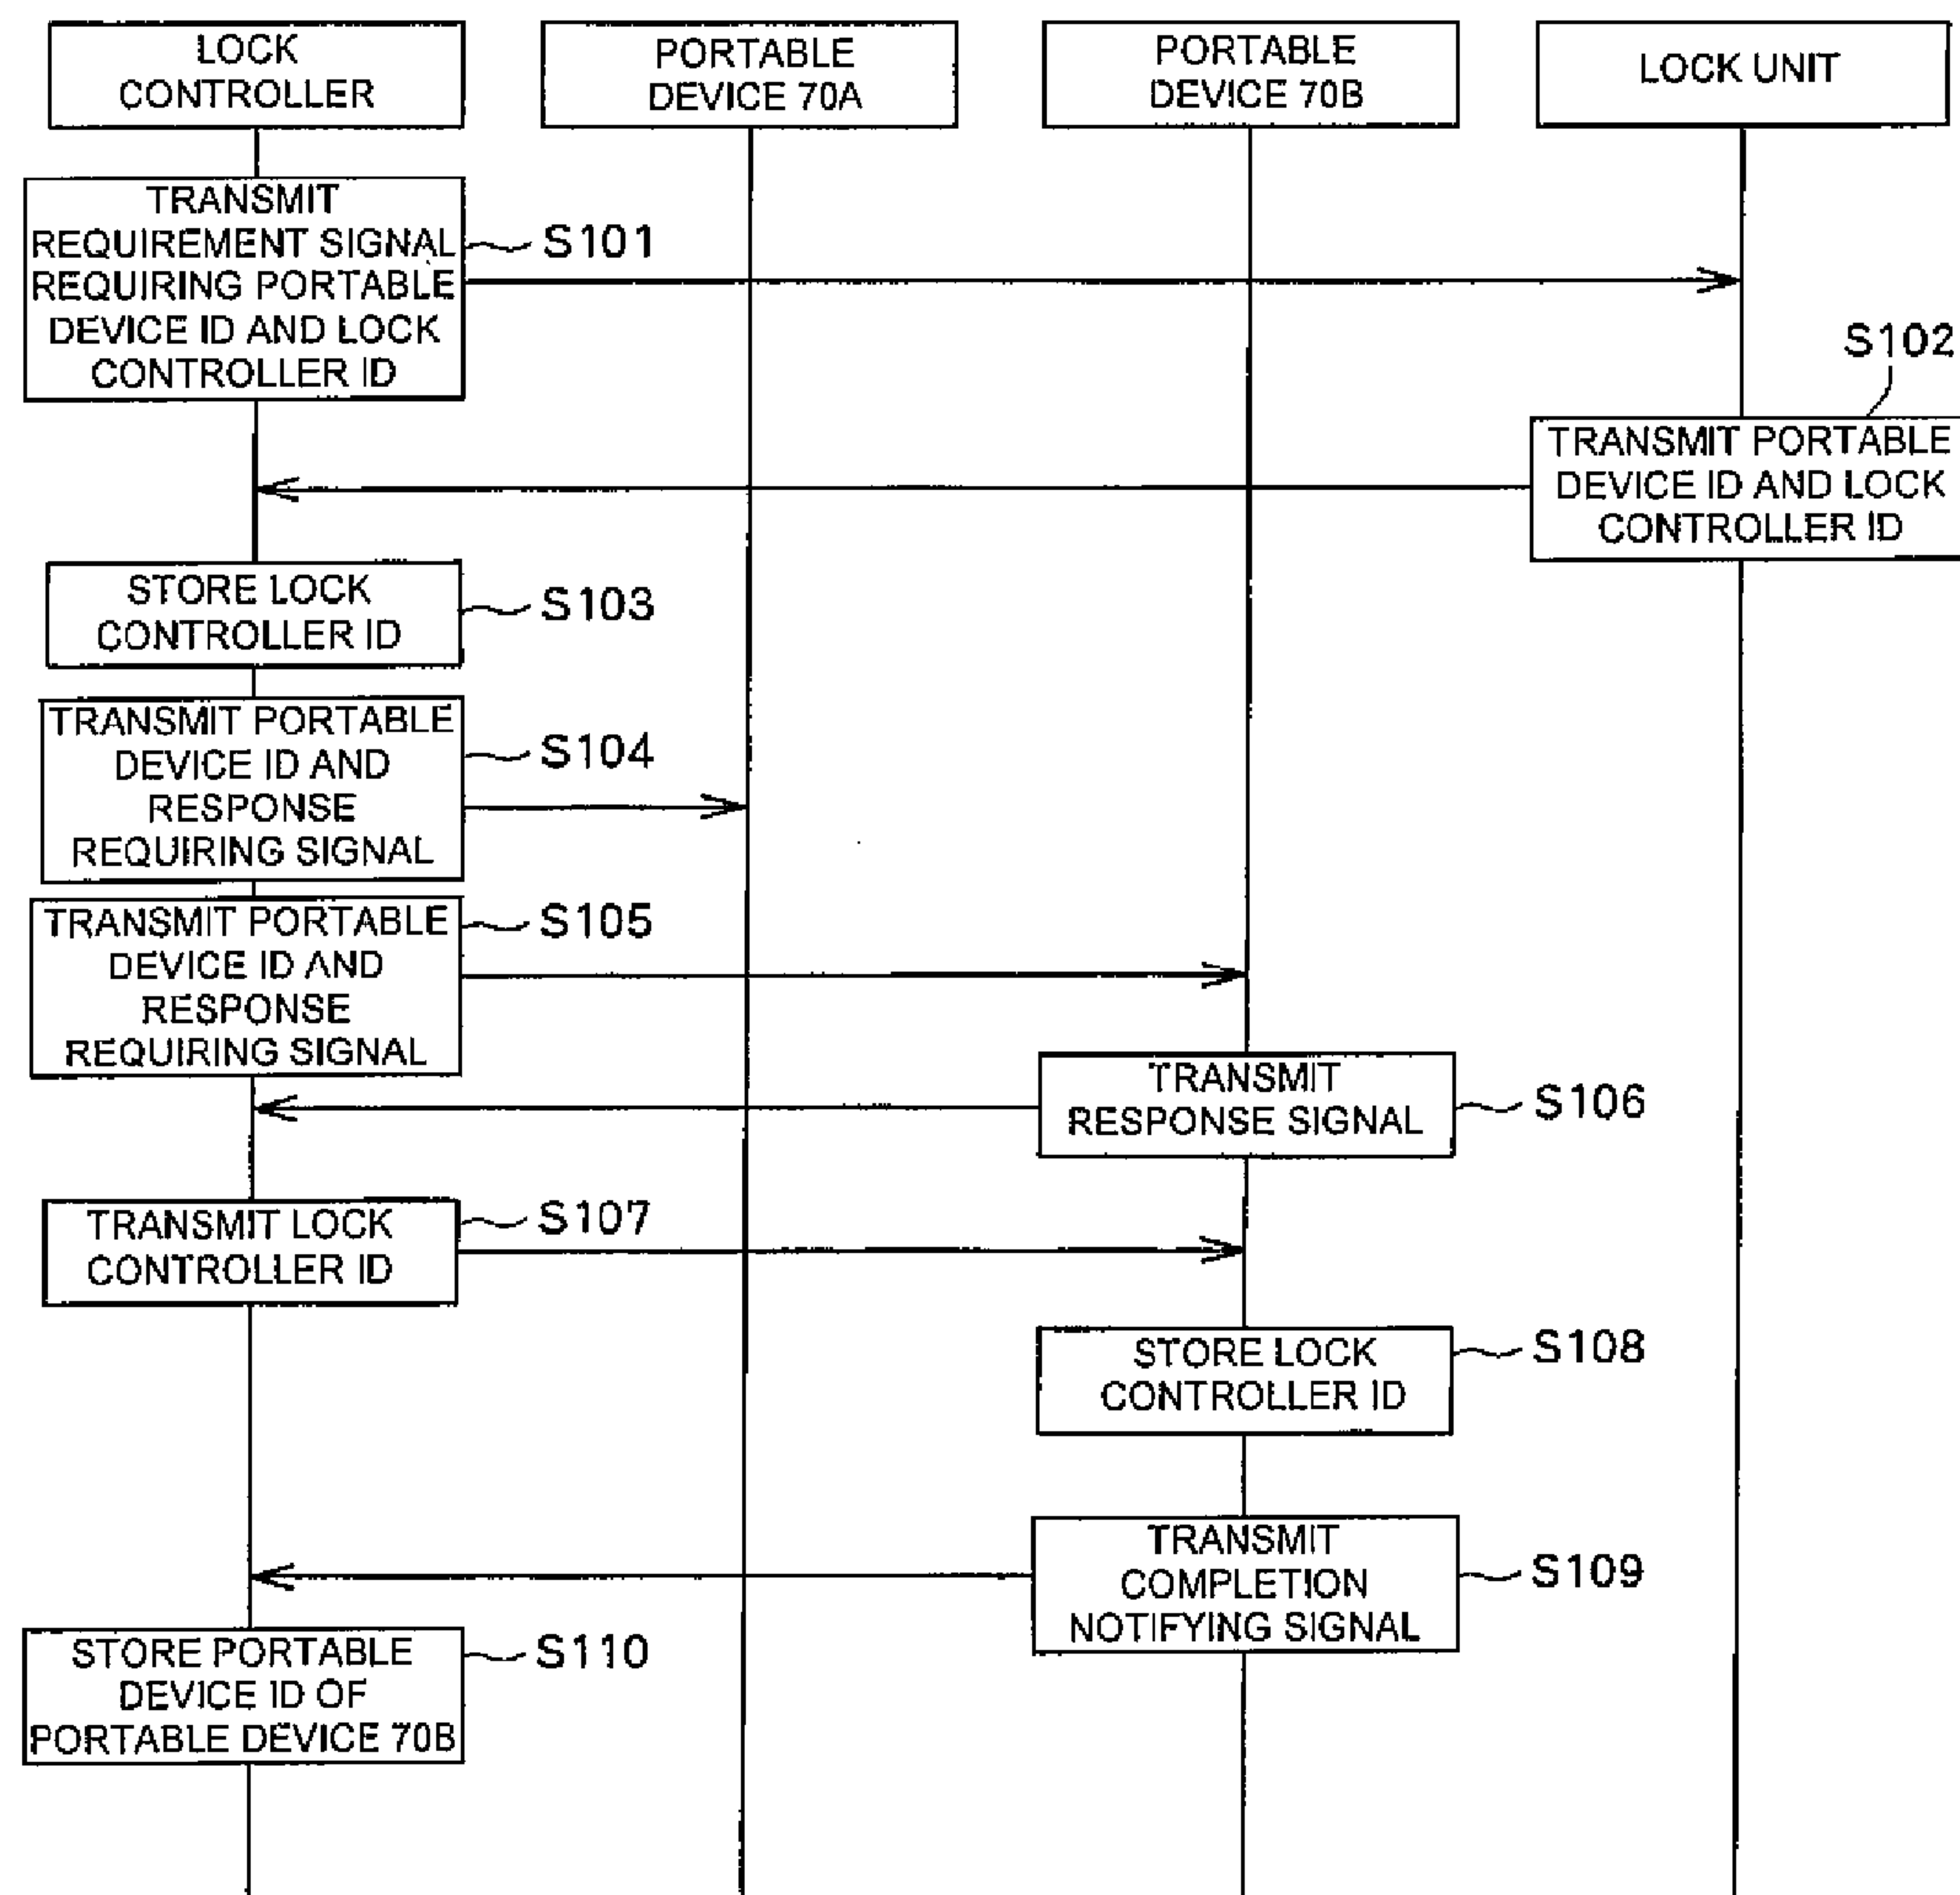 LOCK
CONTROLLER
PORTABLE
DEVICE 70A
PORTABLE
DEVICE 70B
LOCK UNIT
TRANSMIT
REQUIREMENT SIGNAL
REQUIRING PORTABLE
DEVICE ID AND LOCK
CONTROLLER ID
S101
S102
TRANSMIT PORTABLE
DEVICE ID AND LOCK
CONTROLLER ID
STORE LOCK
CONTROLLER ID
S103
TRANSMIT PORTABLE
DEVICE ID AND
RESPONSE
REQUIRING SIGNAL
S104
TRANSMIT PORTABLE
DEVICE ID AND
RESPONSE
REQUIRING SIGNAL
S105
TRANSMIT
RESPONSE SIGNAL
S106
TRANSMIT LOCK
CONTROLLER ID
S107
STORE LOCK
CONTROLLER ID
S108
TRANSMIT
COMPLETION
NOTIFYING SIGNAL
S109
STORE PORTABLE
DEVICE ID OF
PORTABLE DEVICE 70B
S110